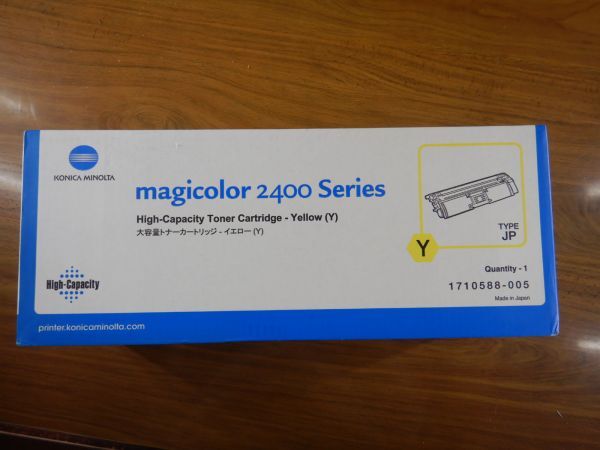 KONICA MINOLTA
magicolor 2400 Series
High-Capacity Toner Cartridge - Yellow (Y)
大容量トナーカートリッジ - イエロー (Y)
Y
TYPE
JP
High-Capacity
Quantity - 1
1710588-005
Made in Japan
printer.konicaminolta.com